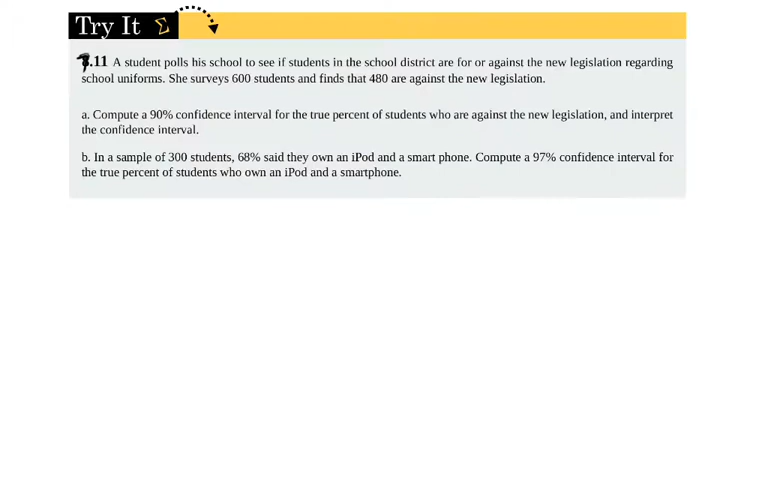 Try It Σ
8.11 A student polls his school to see if students in the school district are for or against the new legislation regarding
school uniforms. She surveys 600 students and finds that 480 are against the new legislation.
a. Compute a 90% confidence interval for the true percent of students who are against the new legislation, and interpret
the confidence interval.
b. In a sample of 300 students, 68% said they own an iPod and a smart phone. Compute a 97% confidence interval for
the true percent of students who own an iPod and a smartphone.